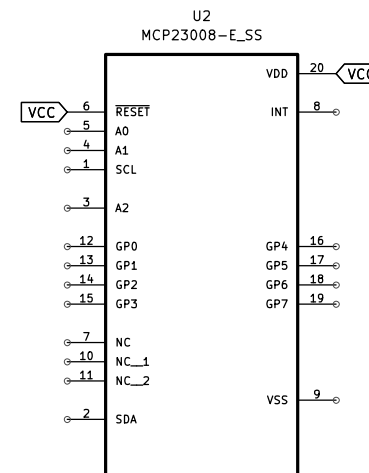 U2
MCP23008-E_SS
VDD 20 VCC
VCC 6 RESET
INT 8
5 A0
4 A1
1 SCL
3 A2
12 GP0
GP4 16
13 GP1
GP5 17
14 GP2
GP6 18
15 GP3
GP7 19
7 NC
10 NC__1
11 NC__2
VSS 9
2 SDA